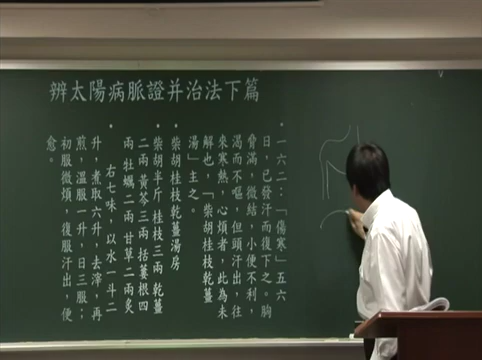 辨太陽病脈證并治法下篇
•一六二:「傷寒」五六
日,已發汗而復下之。胸
脅滿,微結,小便不利,
渴而不嘔,但頭汗出,往
來寒熱,心煩者,此為未
解也,「柴胡桂枝乾薑
湯」主之。
•柴胡桂枝乾薑湯房
柴胡半斤 桂枝三兩 乾薑
二兩 黃芩三兩 括蔞根四
兩 牡蠣二兩 甘草二兩炙
•右七味,以水一斗二
升,煮取六升,去滓,再
煎,溫服一升,日三服;
初服微煩,復服汗出,便
愈。